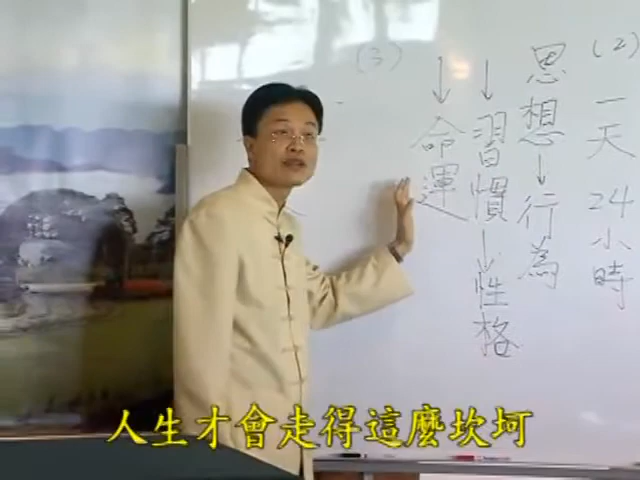 (2)
一天
24
小時
思想
↓
行為
↓
習慣
↓
性格
(3)
↓
命運
人生才會走得這麼坎坷